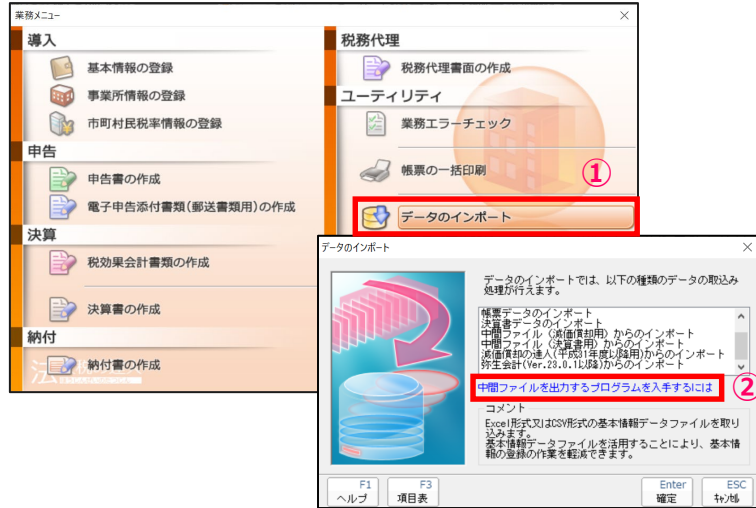 業務メニュー
導入
基本情報の登録
事業所情報の登録
市町村民税率情報の登録
申告
申告書の作成
電子申告添付書類(郵送書類用)の作成
決算
税効果会計書類の作成
決算書の作成
納付
納付書の作成
税務代理
税務代理書面の作成
ユーティリティ
業務エラーチェック
帳票の一括印刷
①
データのインポート
データのインポート
データのインポートでは、以下の種類のデータの取込み
処理が行えます。
帳票データのインポート
決算書データのインポート
中間ファイル（減価償却用）からのインポート
中間ファイル（決算書用）からのインポート
減価償却の達人(平成31年度以降用)からのインポート
弥生会計(Ver.23.0.1以降)からのインポート
中間ファイルを出力するプログラムを入手するには
②
コメント
Excel形式又はCSV形式の基本情報データファイルを取り
込みます。
基本情報データファイルを活用することにより、基本情
報の登録の作業を軽減できます。
F1
ヘルプ
F3
項目表
Enter
確定
ESC
ｷｬﾝｾﾙ